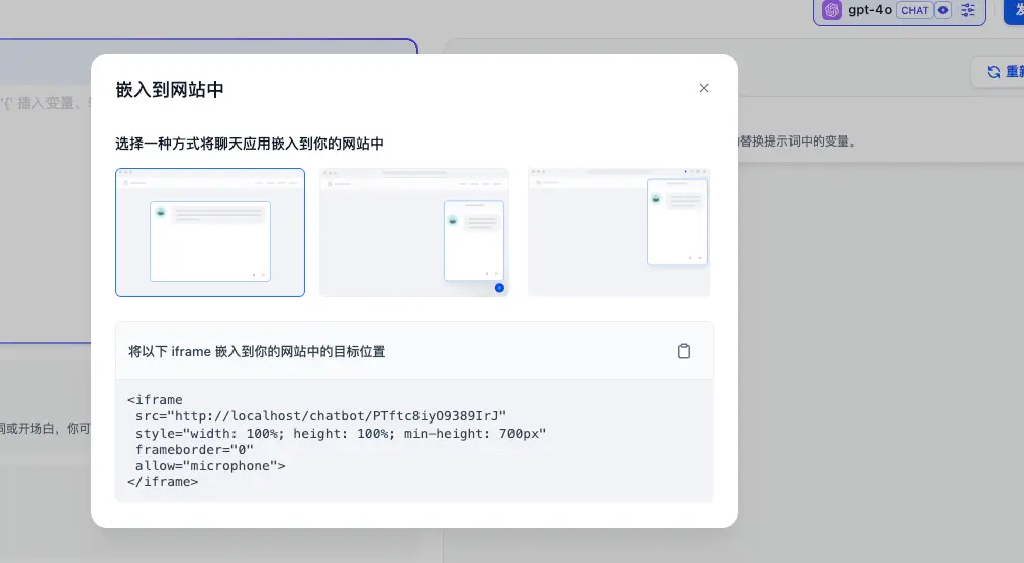 gpt-4o CHAT
发
重新
'{' 插入变量、
嵌入到网站中
选择一种方式将聊天应用嵌入到你的网站中
替换提示词中的变量。
将以下 iframe 嵌入到你的网站中的目标位置
<iframe
src="http://localhost/chatbot/PTftc8iyO9389IrJ"
style="width: 100%; height: 100%; min-height: 700px"
frameborder="0"
allow="microphone">
</iframe>
词或开场白，你可